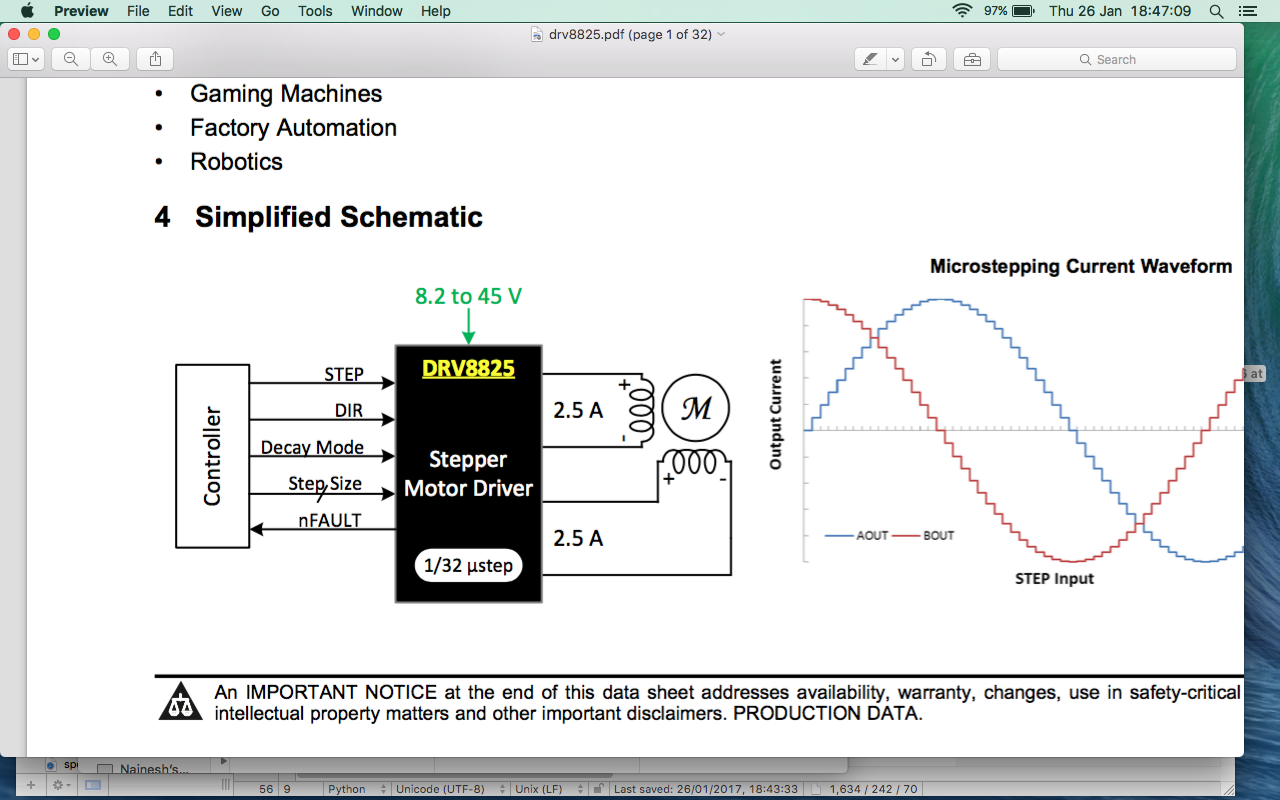 Preview File Edit View Go Tools Window Help 97% Thu 26 Jan 18:47:09
drv8825.pdf (page 1 of 32)
Search
• Gaming Machines
• Factory Automation
• Robotics
4 Simplified Schematic
Microstepping Current Waveform
8.2 to 45 V
DRV8825
Controller
STEP
DIR
Decay Mode
Step Size
nFAULT
Stepper
Motor Driver
1/32 µstep
2.5 A
+
-
M
+ -
2.5 A
Output Current
AOUT BOUT
STEP Input
at
An IMPORTANT NOTICE at the end of this data sheet addresses availability, warranty, changes, use in safety-critical
intellectual property matters and other important disclaimers. PRODUCTION DATA.
Nainesh's...
56 9 Python Unicode (UTF-8) Unix (LF) Last saved: 26/01/2017, 18:43:33 1,634 / 242 / 70